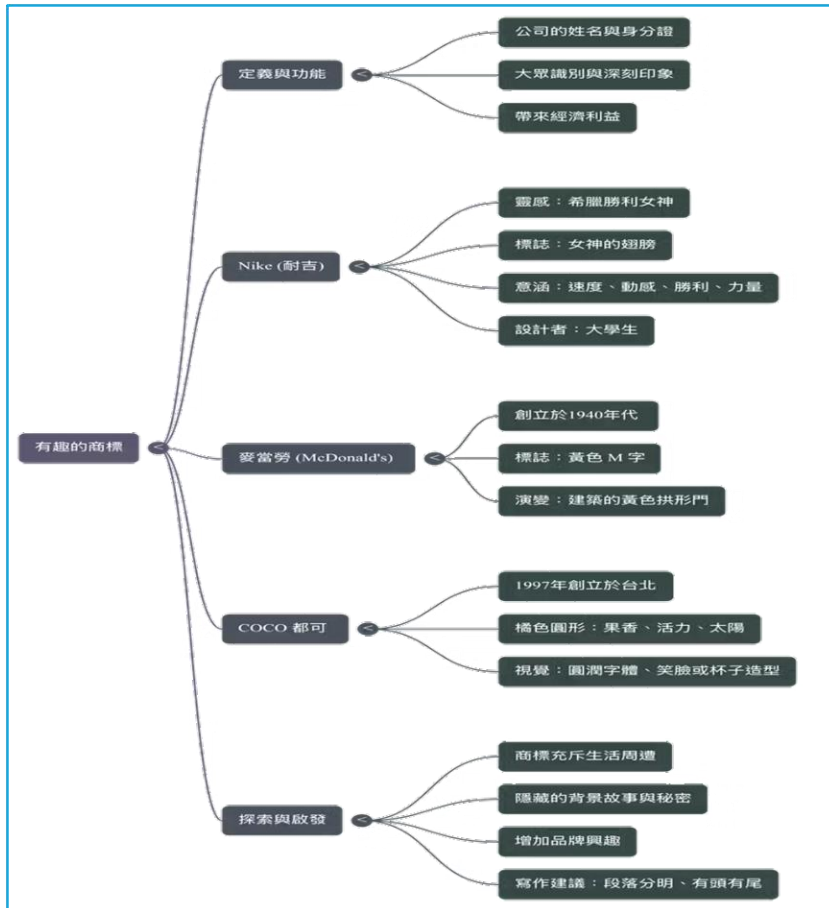 有趣的商標
定義與功能
公司的姓名與身分證
大眾識別與深刻印象
帶來經濟利益
Nike (耐吉)
靈感：希臘勝利女神
標誌：女神的翅膀
意涵：速度、動感、勝利、力量
設計者：大學生
麥當勞 (McDonald's)
創立於1940年代
標誌：黃色 M 字
演變：建築的黃色拱形門
COCO 都可
1997年創立於台北
橘色圓形：果香、活力、太陽
視覺：圓潤字體、笑臉或杯子造型
探索與啟發
商標充斥生活周遭
隱藏的背景故事與秘密
增加品牌興趣
寫作建議：段落分明、有頭有尾